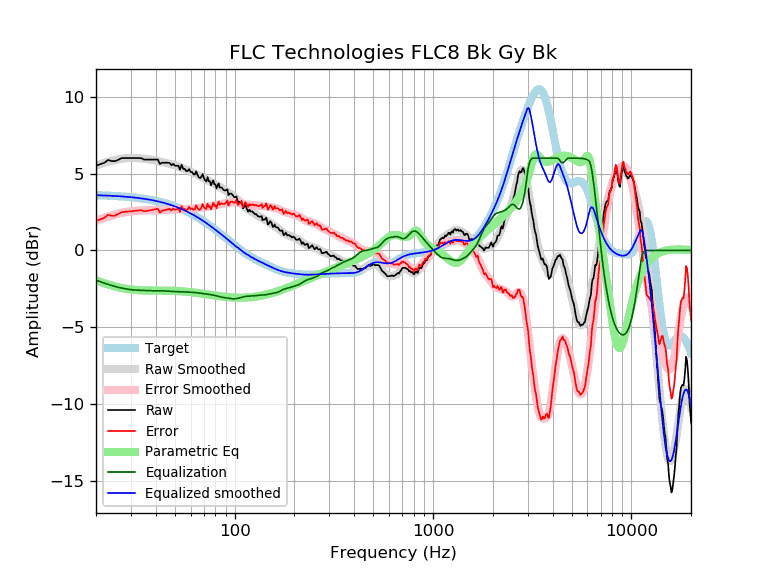 FLC Technologies FLC8 Bk Gy Bk
10
5
0
−5
−10
−15
Amplitude (dBr)
Target
Raw Smoothed
Error Smoothed
Raw
Error
Parametric Eq
Equalization
Equalized smoothed
100
1000
10000
Frequency (Hz)